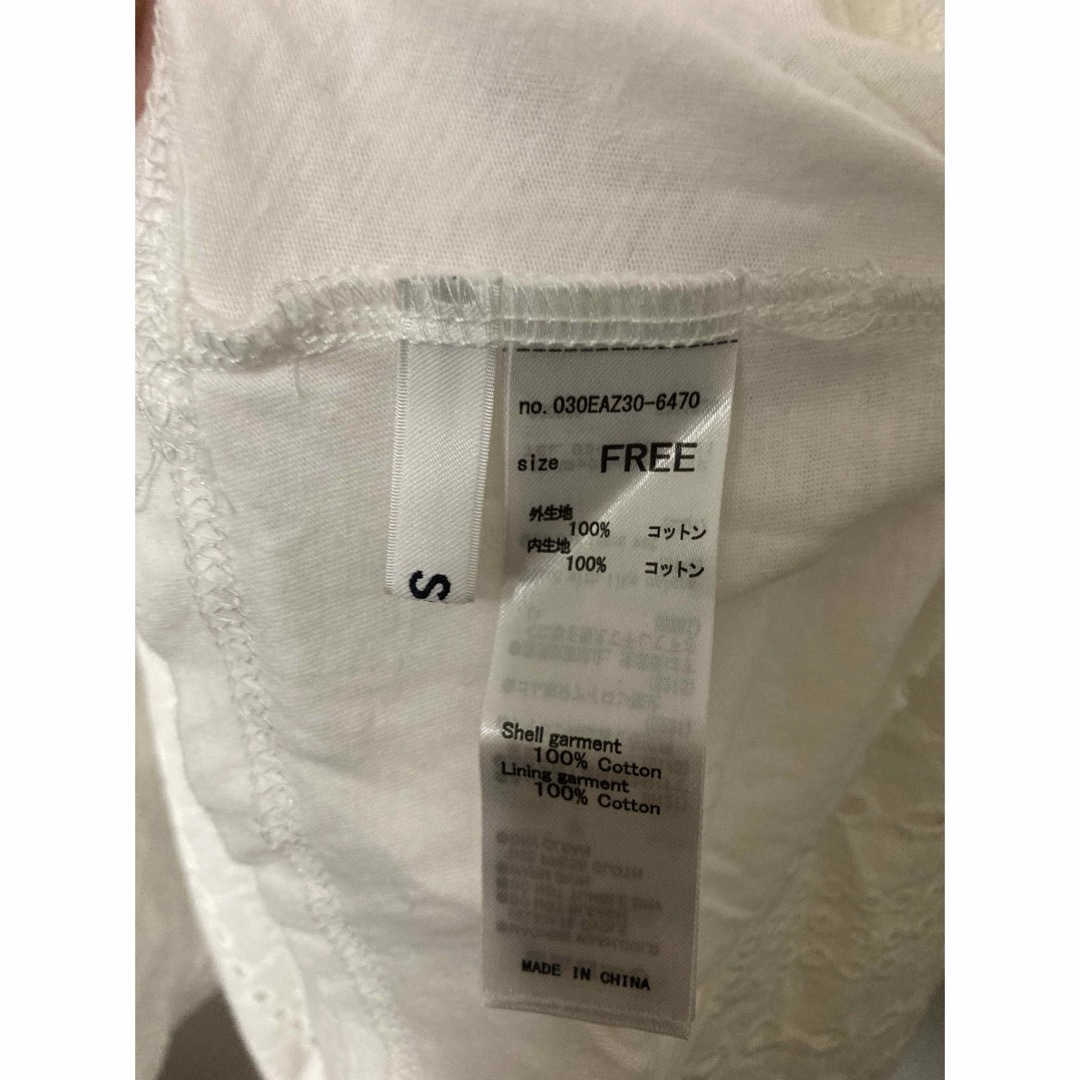 no. 030EAZ30-6470
size FREE
外生地
100% コットン
内生地
100% コットン
Shell garment
100% Cotton
Lining garment
100% Cotton
MADE IN CHINA
S